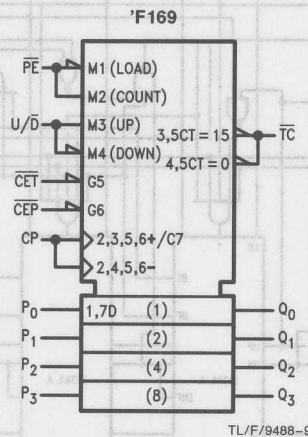 'F169
PE M1 (LOAD)
M2 (COUNT)
U/D M3 (UP) 3,5CT = 15 TC
M4 (DOWN) 4,5CT = 0
CET G5
CEP G6
CP 2,3,5,6+/C7
2,4,5,6−
P0 1,7D (1) Q0
P1 (2) Q1
P2 (4) Q2
P3 (8) Q3
TL/F/9488–9